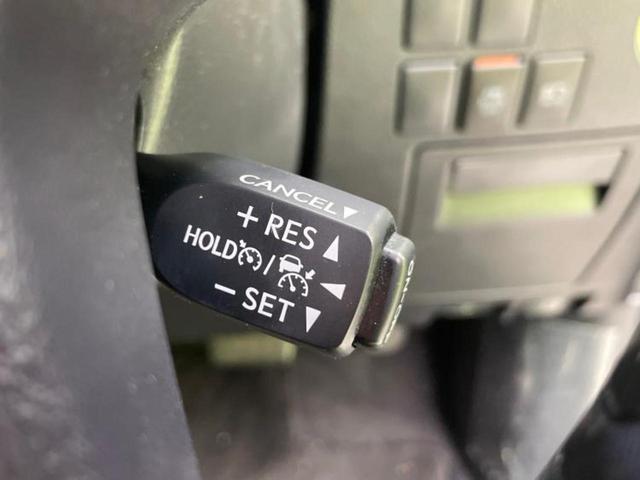 CANCEL▼
+ RES ▲
HOLD /
− SET ▼